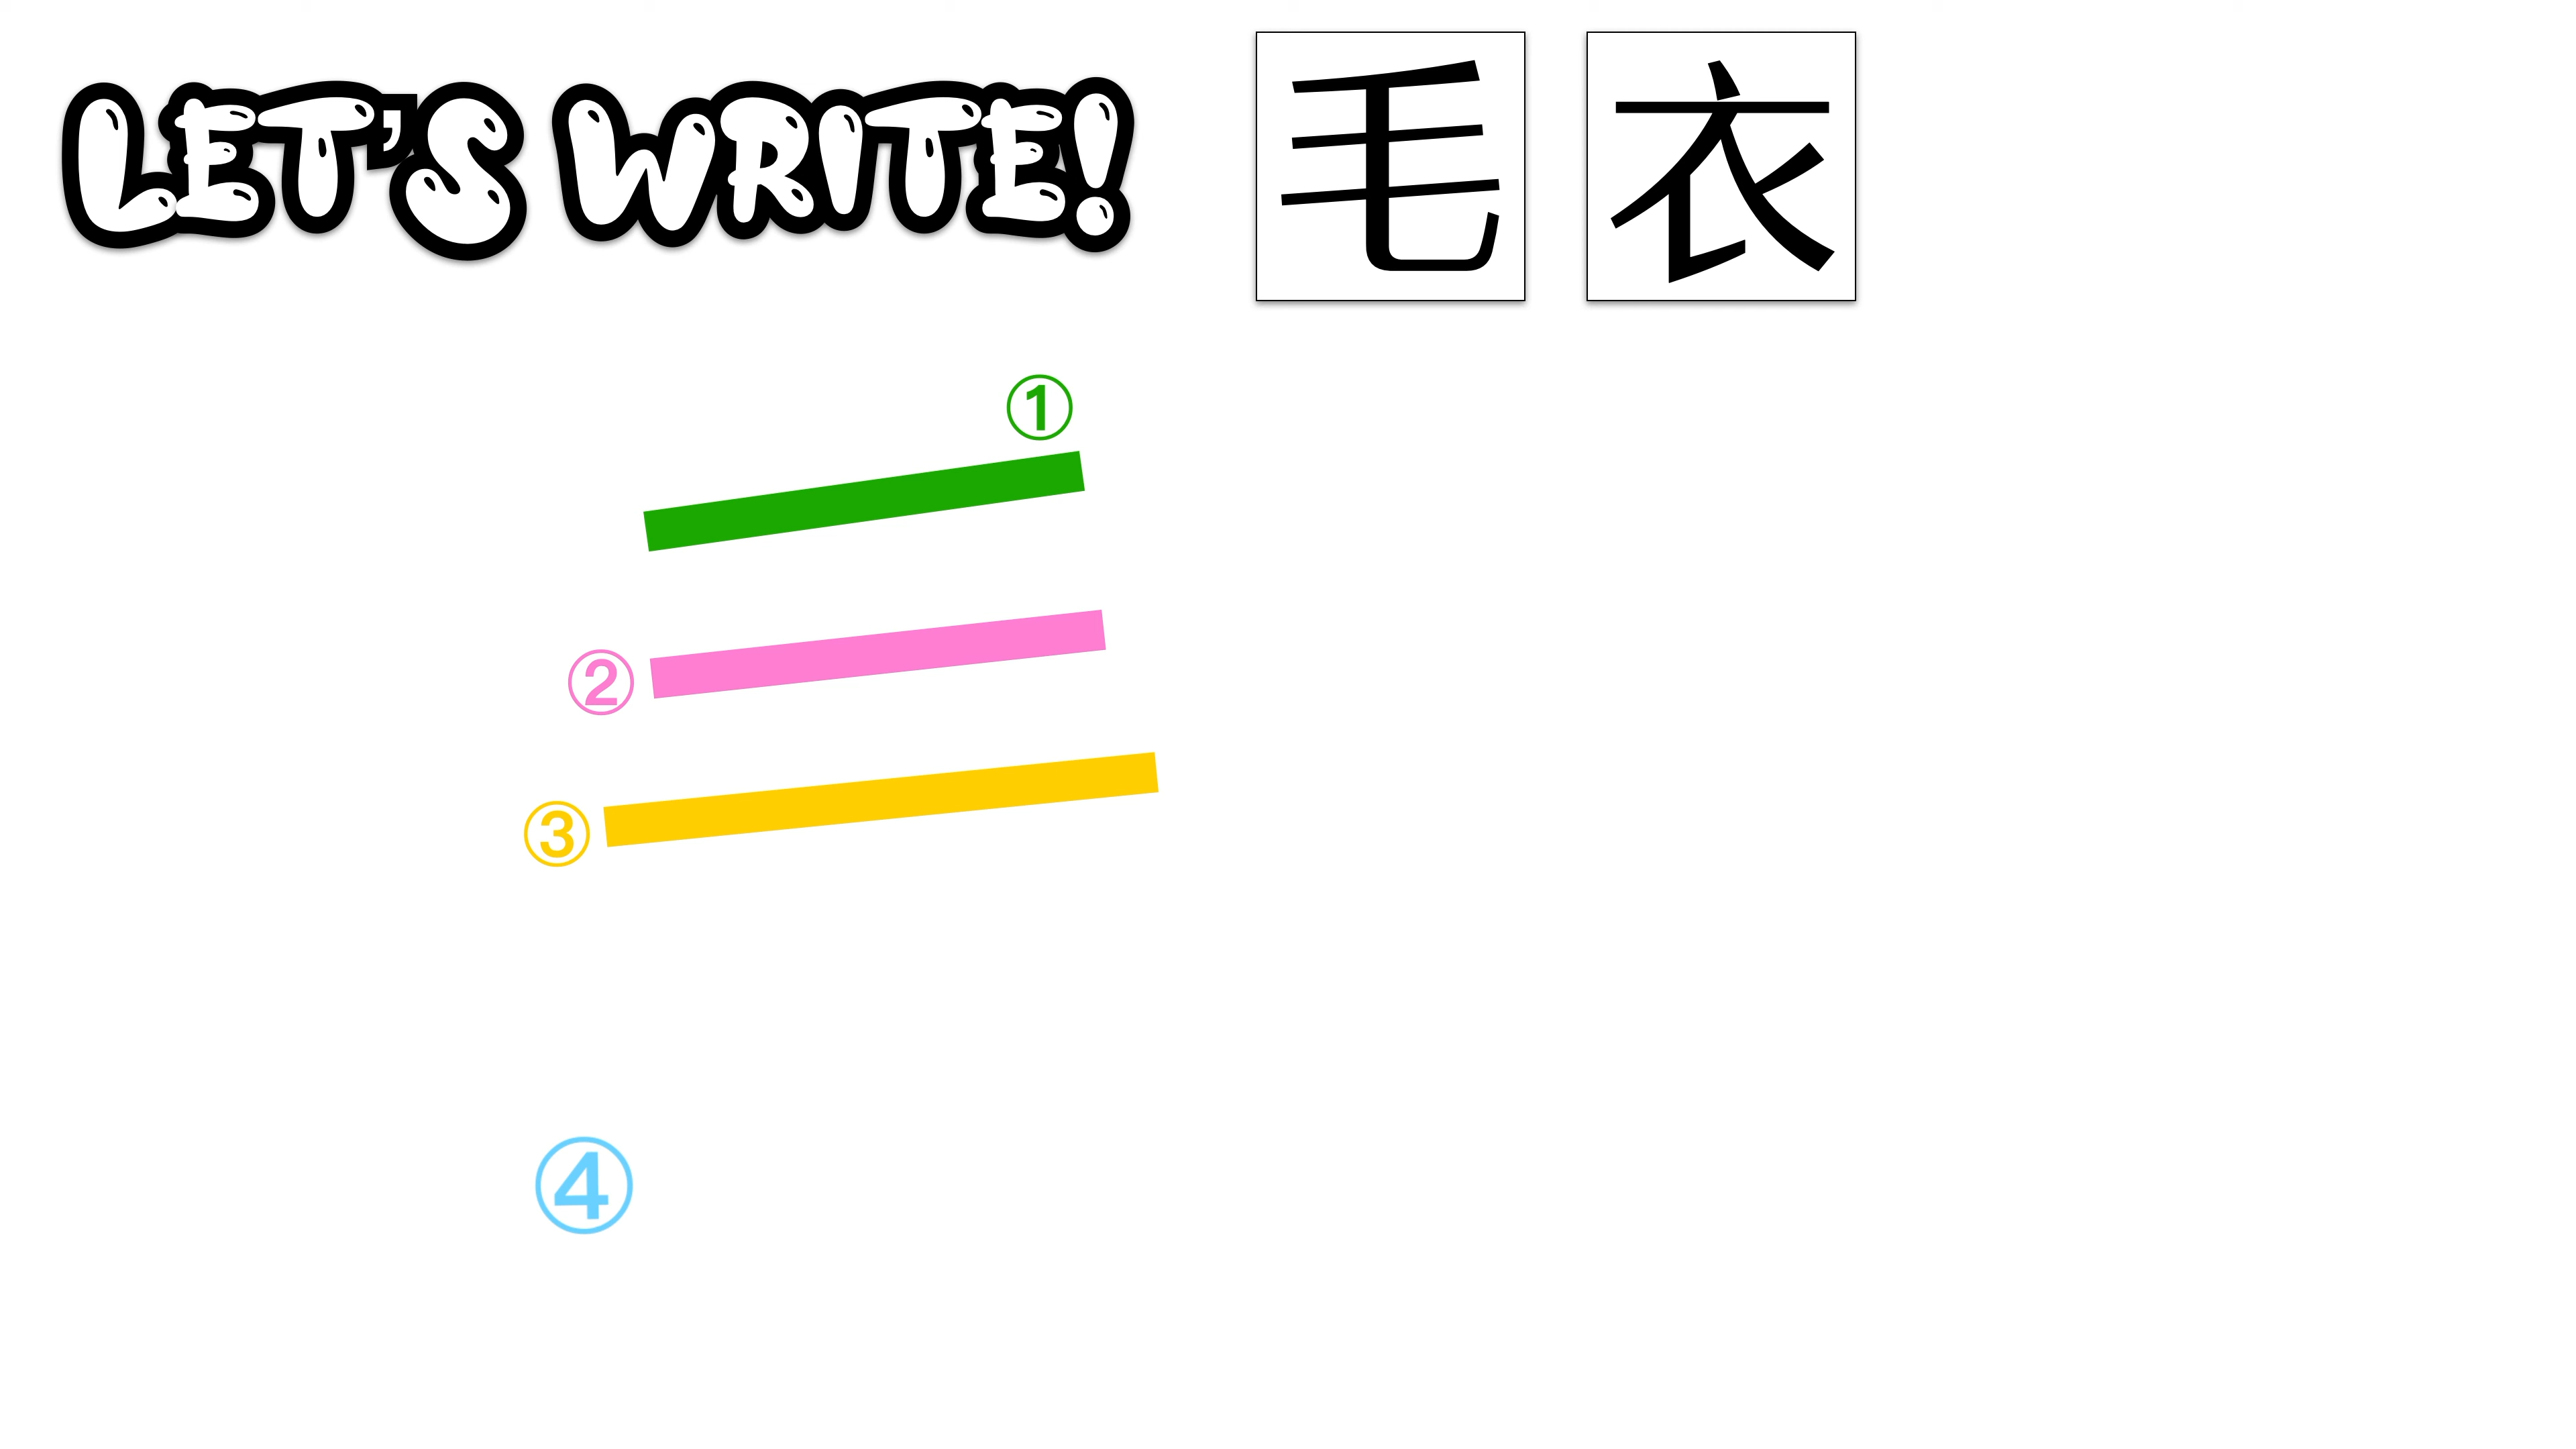 LET'S WRITE! 毛 衣
①
②
③
④